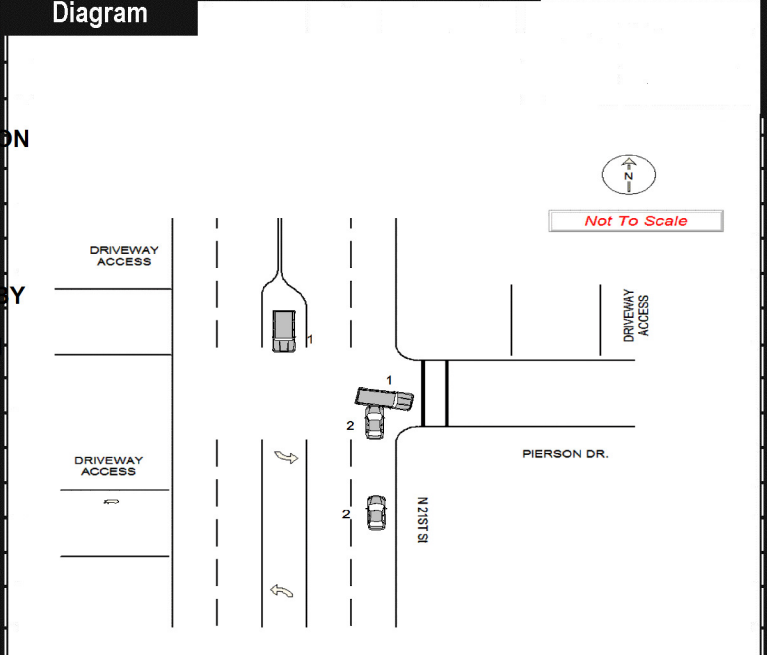 Diagram
ON
BY
N
Not To Scale
DRIVEWAY
ACCESS
DRIVEWAY
ACCESS
1
1
2
DRIVEWAY
ACCESS
PIERSON DR.
2
N 21ST St